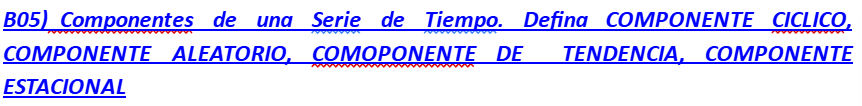 B05) Componentes de una Serie de Tiempo. Defina COMPONENTE CICLICO,
COMPONENTE ALEATORIO, COMOPONENTE DE TENDENCIA, COMPONENTE
ESTACIONAL